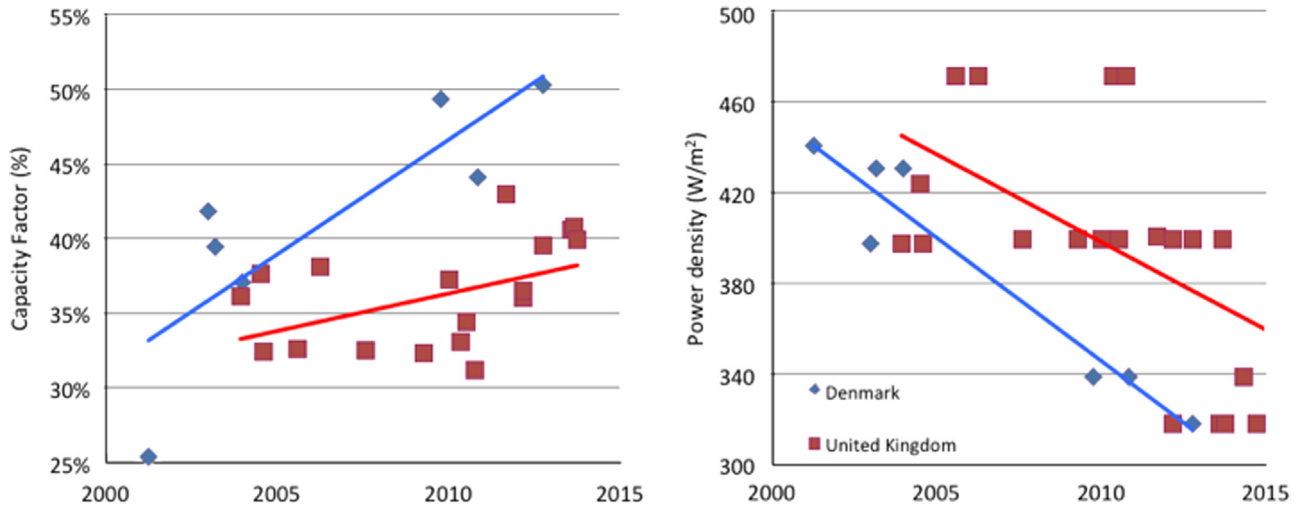 55%
50%
45%
40%
35%
30%
25%
Capacity Factor (%)
2000 2005 2010 2015
500
460
420
380
340
300
Power density (W/m²)
Denmark
United Kingdom
2000 2005 2010 2015